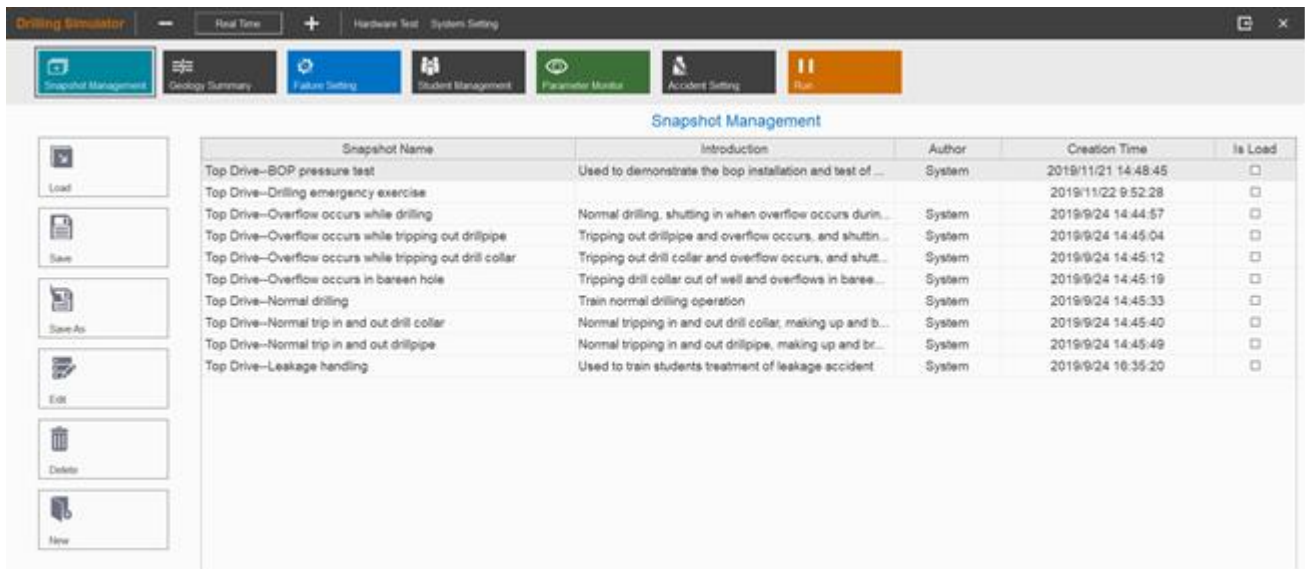 Drilling Simulator Real Time Hardware Test System Setting
Snapshot Management Geology Summary Failure Setting Student Management Parameter Monitor Accident Setting Run
Snapshot Management
Snapshot Name Introduction Author Creation Time Is Load
Top Drive--BOP pressure test Used to demonstrate the bop installation and test of ... System 2019/11/21 14:48:45
Top Drive--Drilling emergency exercise 2019/11/22 9:52:28
Top Drive--Overflow occurs while drilling Normal drilling, shutting in when overflow occurs durin... System 2019/9/24 14:44:57
Top Drive--Overflow occurs while tripping out drillpipe Tripping out drillpipe and overflow occurs, and shuttin... System 2019/9/24 14:45:04
Top Drive--Overflow occurs while tripping out drill collar Tripping out drill collar and overflow occurs, and shutt... System 2019/9/24 14:45:12
Top Drive--Overflow occurs in bareen hole Tripping drill collar out of well and overflows in baree... System 2019/9/24 14:45:19
Top Drive--Normal drilling Train normal drilling operation System 2019/9/24 14:45:33
Top Drive--Normal trip in and out drill collar Normal tripping in and out drill collar, making up and b... System 2019/9/24 14:45:40
Top Drive--Normal trip in and out drillpipe Normal tripping in and out drillpipe, making up and br... System 2019/9/24 14:45:49
Top Drive--Leakage handling Used to train students treatment of leakage accident System 2019/9/24 16:35:20
Load
Save
Save As
Edit
Delete
New